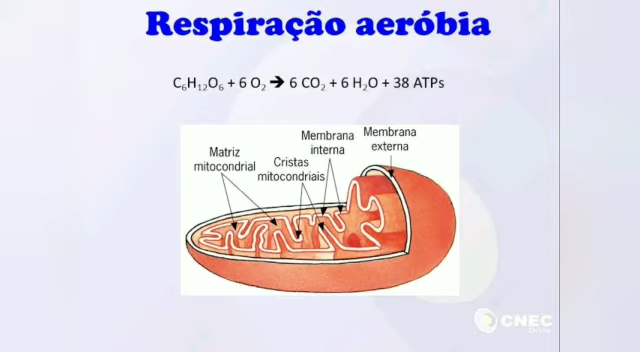 Respiração aeróbia
C₆H₁₂O₆ + 6 O₂ ➔ 6 CO₂ + 6 H₂O + 38 ATPs
Membrana interna
Membrana externa
Matriz mitocondrial
Cristas mitocondriais
CNEC